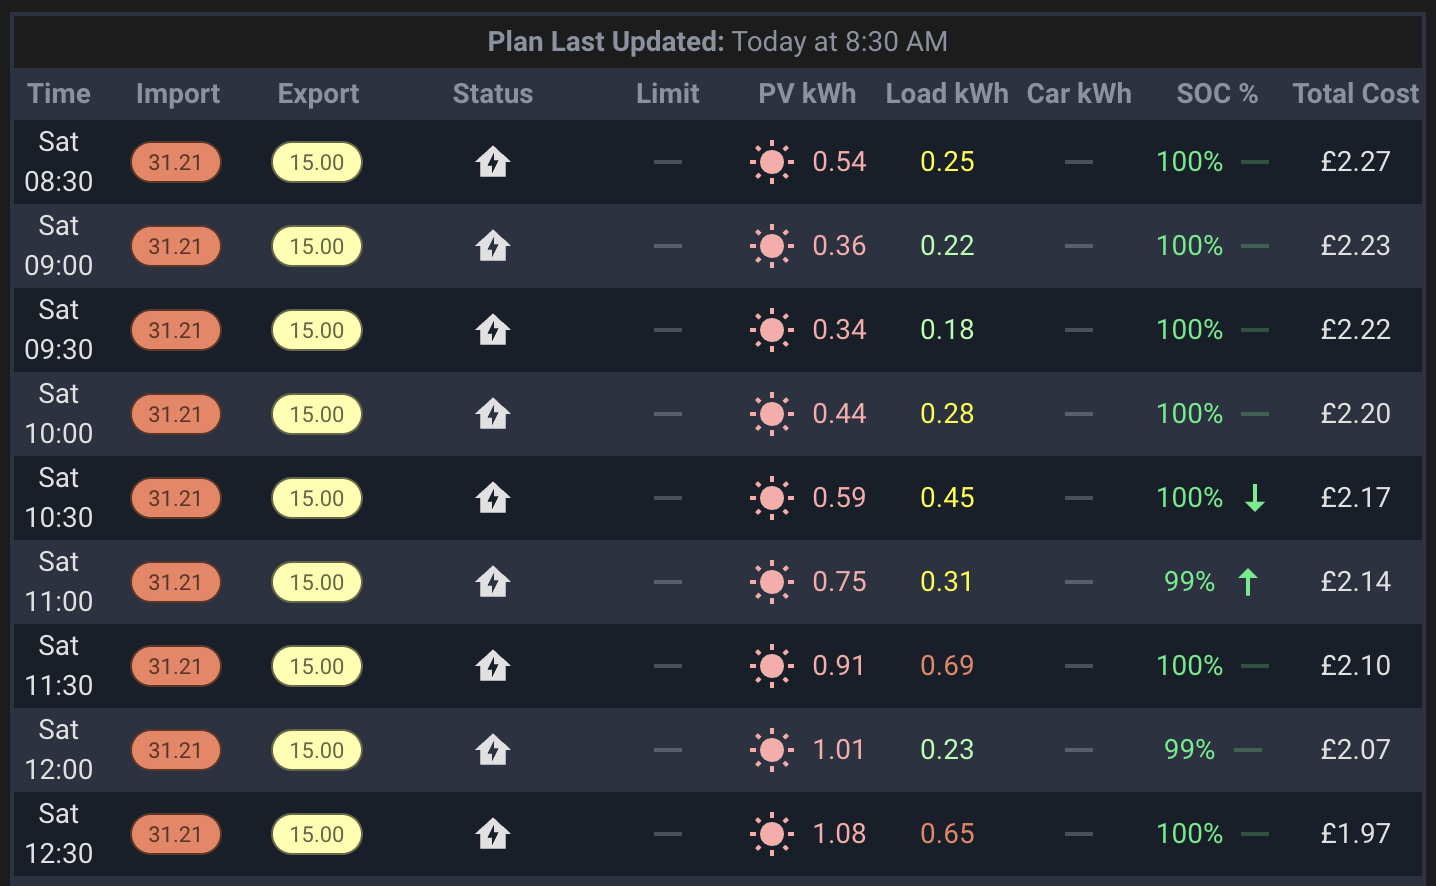 Plan Last Updated: Today at 8:30 AM
Time Import Export Status Limit PV kWh Load kWh Car kWh SOC % Total Cost
Sat
08:30 31.21 15.00 — 0.54 0.25 — 100% — £2.27
Sat
09:00 31.21 15.00 — 0.36 0.22 — 100% — £2.23
Sat
09:30 31.21 15.00 — 0.34 0.18 — 100% — £2.22
Sat
10:00 31.21 15.00 — 0.44 0.28 — 100% — £2.20
Sat
10:30 31.21 15.00 — 0.59 0.45 — 100% ↓ £2.17
Sat
11:00 31.21 15.00 — 0.75 0.31 — 99% ↑ £2.14
Sat
11:30 31.21 15.00 — 0.91 0.69 — 100% — £2.10
Sat
12:00 31.21 15.00 — 1.01 0.23 — 99% — £2.07
Sat
12:30 31.21 15.00 — 1.08 0.65 — 100% — £1.97